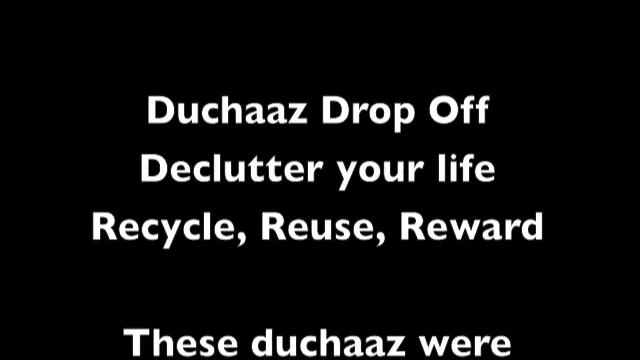 Duchaaz Drop Off
Declutter your life
Recycle, Reuse, Reward
These duchaaz were